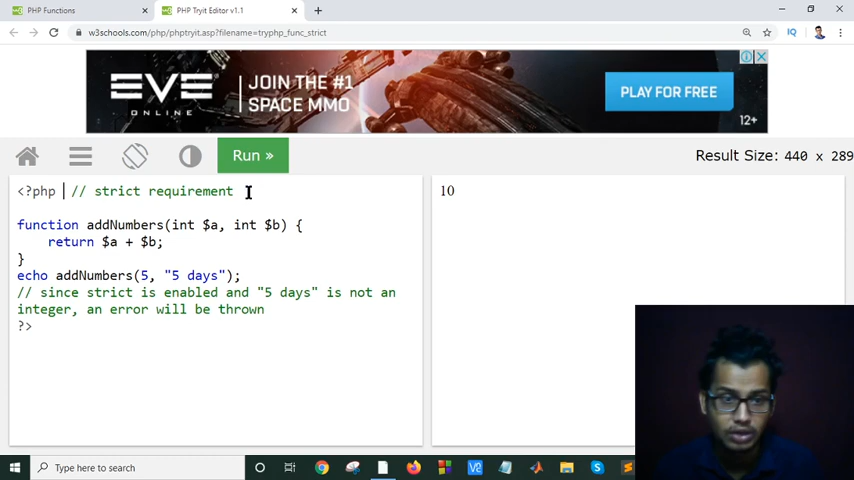 PHP Functions
PHP Tryit Editor v1.1
w3schools.com/php/phptryit.asp?filename=tryphp_func_strict
IQ
EVE
ONLINE
JOIN THE #1
SPACE MMO
PLAY FOR FREE
12+
Run »
Result Size: 440 x 289
<?php // strict requirement
function addNumbers(int $a, int $b) {
return $a + $b;
}
echo addNumbers(5, "5 days");
// since strict is enabled and "5 days" is not an
integer, an error will be thrown
?>
10
Type here to search